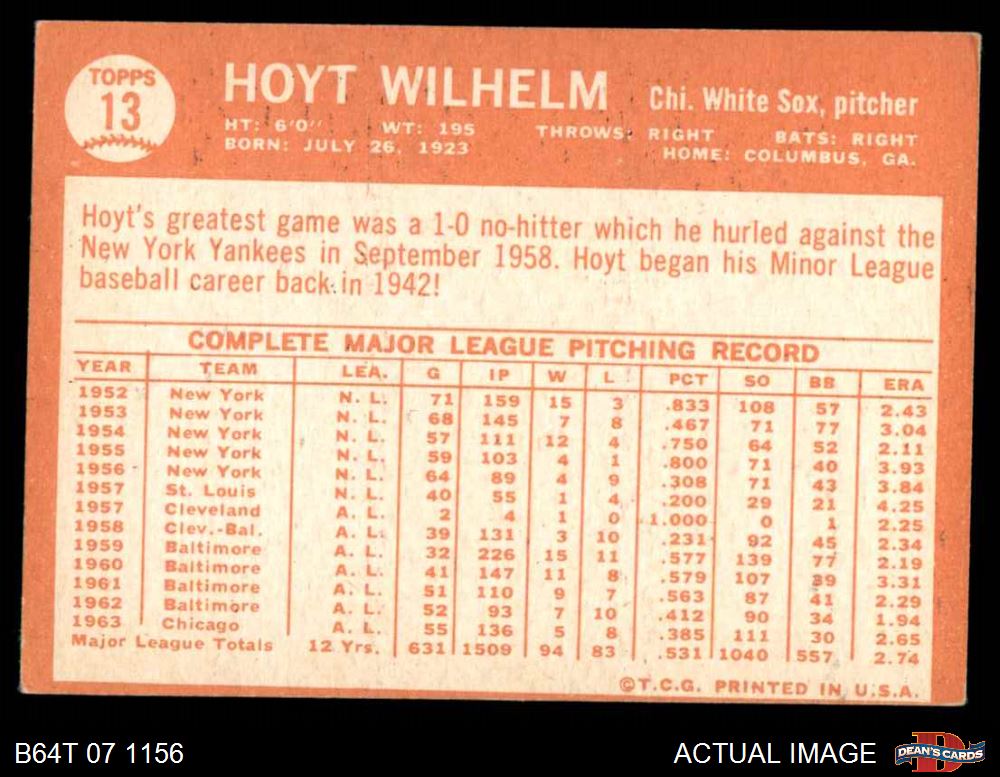 TOPPS
13
HOYT WILHELM Chi. White Sox, pitcher
HT: 6'0" WT: 195 THROWS: RIGHT BATS: RIGHT
BORN: JULY 26, 1923 HOME: COLUMBUS, GA.
Hoyt's greatest game was a 1-0 no-hitter which he hurled against the
New York Yankees in September 1958. Hoyt began his Minor League
baseball career back in 1942!
COMPLETE MAJOR LEAGUE PITCHING RECORD
YEAR TEAM LEA. G IP W L PCT SO BB ERA
1952 New York N. L. 71 159 15 3 .833 108 57 2.43
1953 New York N. L. 68 145 7 8 .467 71 77 3.04
1954 New York N. L. 57 111 12 4 .750 64 52 2.11
1955 New York N. L. 59 103 4 1 .800 71 40 3.93
1956 New York N. L. 64 89 4 9 .308 71 43 3.84
1957 St. Louis N. L. 40 55 1 4 .200 29 21 4.25
1957 Cleveland A. L. 2 4 1 0 1.000 0 1 2.25
1958 Clev.-Bal. A. L. 39 131 3 10 .231 92 45 2.34
1959 Baltimore A. L. 32 226 15 11 .577 139 77 2.19
1960 Baltimore A. L. 41 147 11 8 .579 107 39 3.31
1961 Baltimore A. L. 51 110 9 7 .563 87 41 2.29
1962 Baltimore A. L. 52 93 7 10 .412 90 34 1.94
1963 Chicago A. L. 55 136 5 8 .385 111 30 2.65
Major League Totals 12 Yrs. 631 1509 94 83 .531 1040 557 2.74
©T.C.G. PRINTED IN U.S.A.
B64T 07 1156 ACTUAL IMAGE DEAN'S CARDS